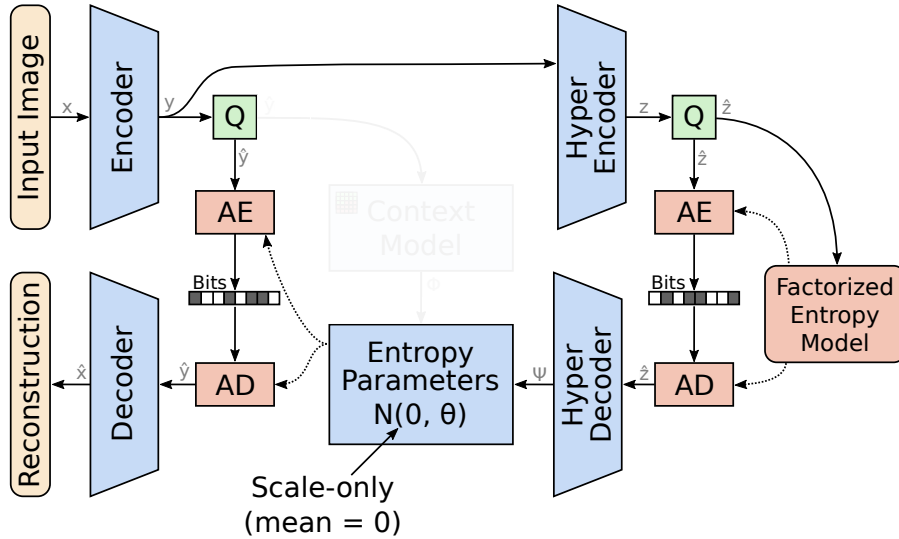 Input Image
x
Encoder
y
Q
ŷ
ŷ
AE
Bits
AD
ŷ
Decoder
x̂
Reconstruction
Context
Model
Φ
Entropy
Parameters
N(0, θ)
Scale-only
(mean = 0)
Hyper
Encoder
z
Q
ẑ
ẑ
AE
Bits
AD
ẑ
Hyper
Decoder
Ψ
Factorized
Entropy
Model